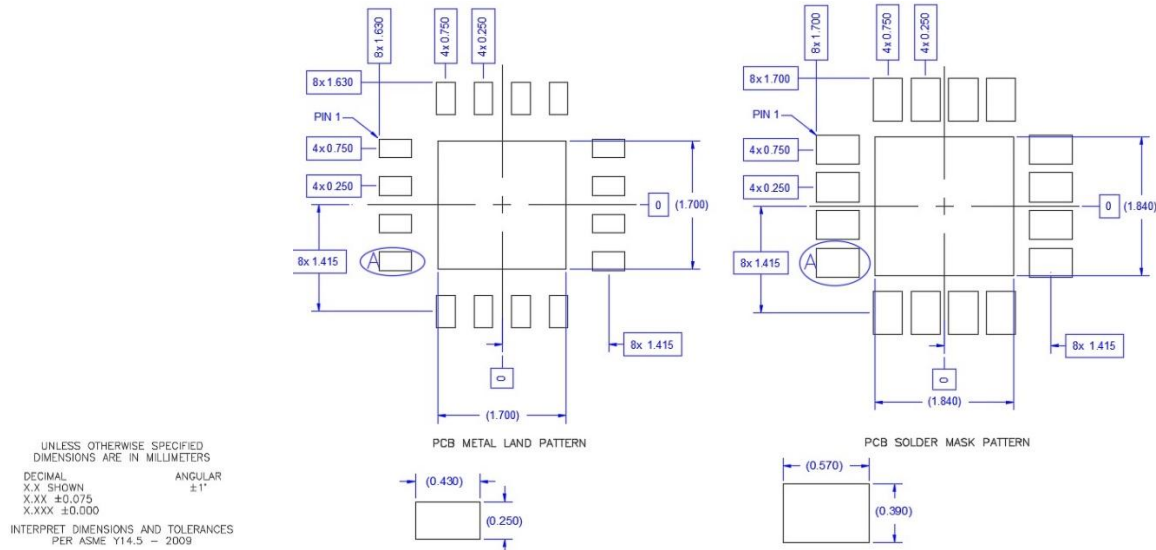 8x 1.630
4x 0.750
4x 0.250
8x 1.630
PIN 1
4x 0.750
4x 0.250
8x 1.415
A
0
(1.700)
8x 1.415
0
(1.700)
PCB METAL LAND PATTERN
8x 1.700
4x 0.750
4x 0.250
8x 1.700
PIN 1
4x 0.750
4x 0.250
8x 1.415
A
0
(1.840)
8x 1.415
0
(1.840)
PCB SOLDER MASK PATTERN
UNLESS OTHERWISE SPECIFIED
DIMENSIONS ARE IN MILLIMETERS
DECIMAL ANGULAR
X.X SHOWN ±1°
X.XX ±0.075
X.XXX ±0.000
INTERPRET DIMENSIONS AND TOLERANCES
PER ASME Y14.5 – 2009
(0.430)
(0.250)
(0.570)
(0.390)